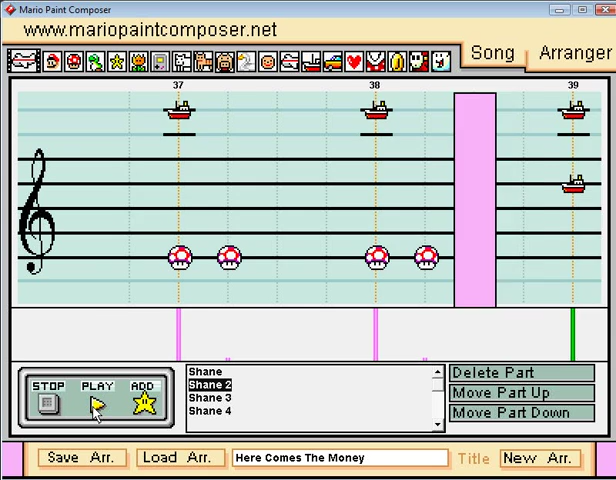 Mario Paint Composer
www.mariopaintcomposer.net
Song
Arranger
37 38 39
Shane
Shane 2
Shane 3
Shane 4
STOP PLAY ADD
Delete Part
Move Part Up
Move Part Down
Save Arr. Load Arr. Here Comes The Money Title New Arr.